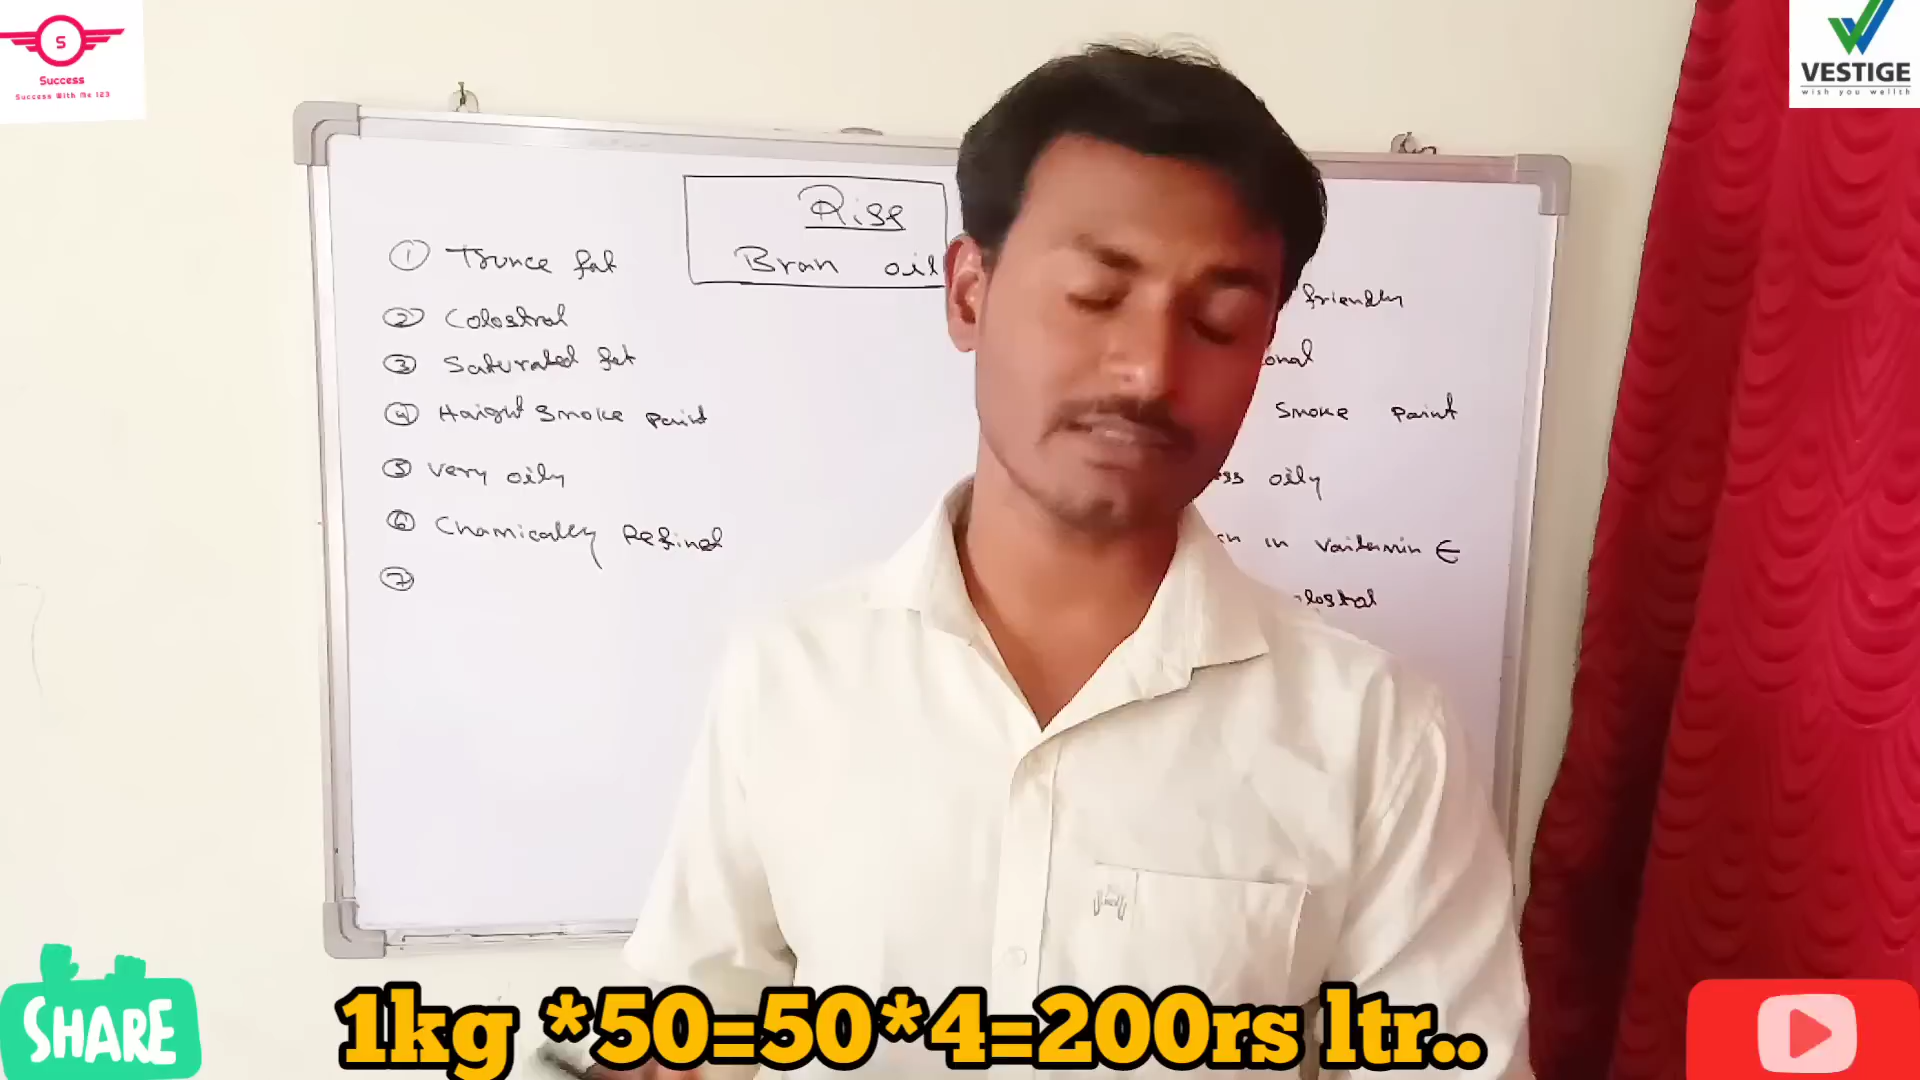 S
Success
Success With Me 123
VESTIGE
wish you wellth
Rise
Bran oil
① Trunce fat
② Colostral
③ Saturated fat
④ Haight Smoke Paint
⑤ Very oily
⑥ Chamically Refined
⑦
friendly
Smoke Paint
oily
in Vaitamin E
SHARE
1kg *50=50*4=200rs ltr..